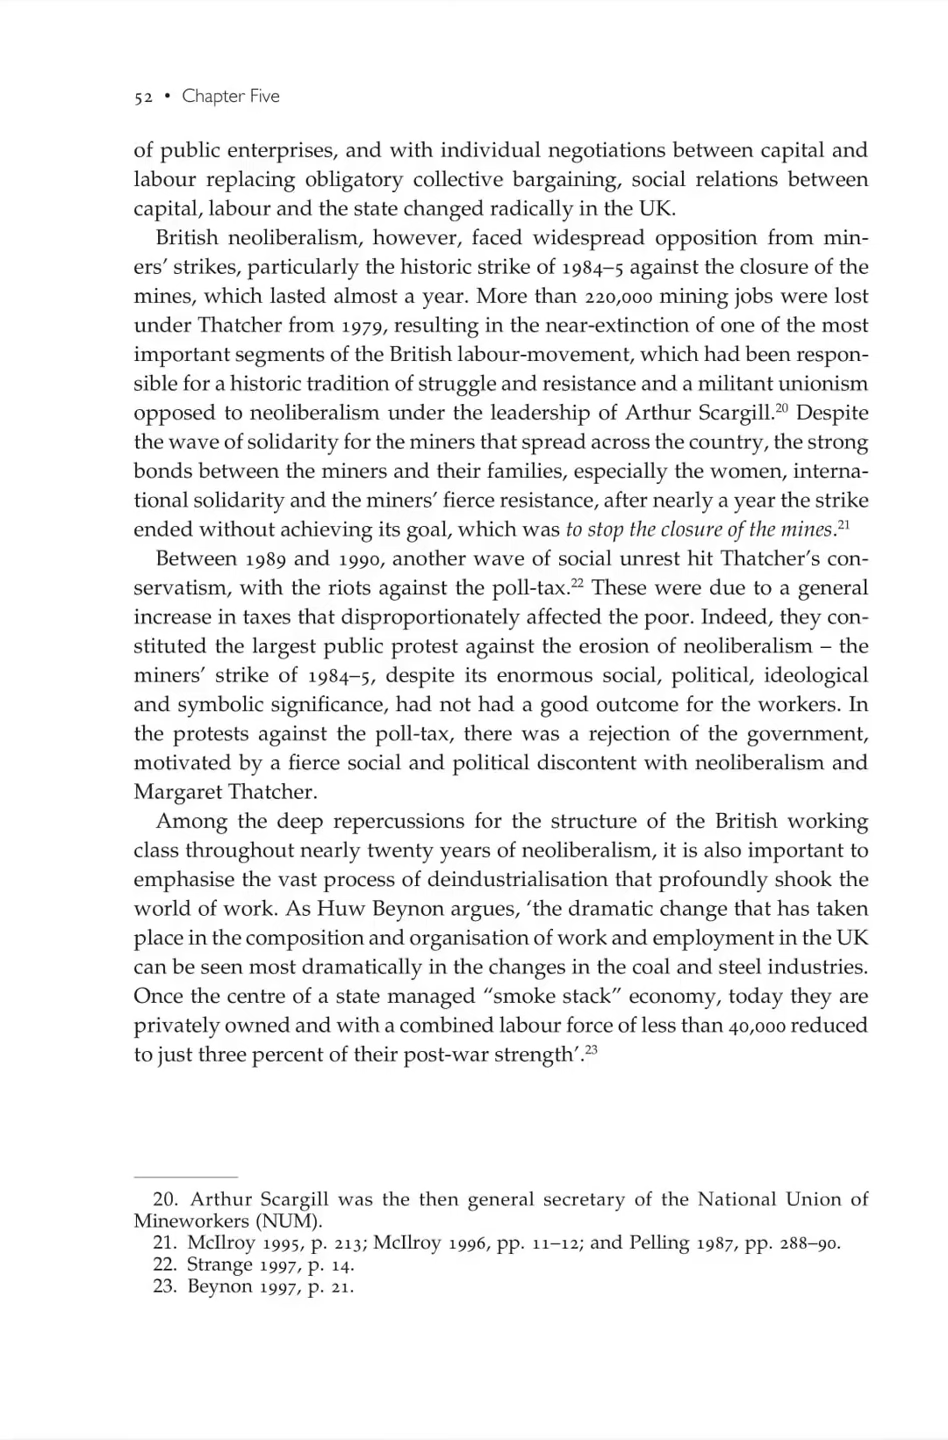 52 • Chapter Five
of public enterprises, and with individual negotiations between capital and
labour replacing obligatory collective bargaining, social relations between
capital, labour and the state changed radically in the UK.
British neoliberalism, however, faced widespread opposition from min-
ers’ strikes, particularly the historic strike of 1984–5 against the closure of the
mines, which lasted almost a year. More than 220,000 mining jobs were lost
under Thatcher from 1979, resulting in the near-extinction of one of the most
important segments of the British labour-movement, which had been respon-
sible for a historic tradition of struggle and resistance and a militant unionism
opposed to neoliberalism under the leadership of Arthur Scargill.20 Despite
the wave of solidarity for the miners that spread across the country, the strong
bonds between the miners and their families, especially the women, interna-
tional solidarity and the miners’ fierce resistance, after nearly a year the strike
ended without achieving its goal, which was to stop the closure of the mines.21
Between 1989 and 1990, another wave of social unrest hit Thatcher’s con-
servatism, with the riots against the poll-tax.22 These were due to a general
increase in taxes that disproportionately affected the poor. Indeed, they con-
stituted the largest public protest against the erosion of neoliberalism – the
miners’ strike of 1984–5, despite its enormous social, political, ideological
and symbolic significance, had not had a good outcome for the workers. In
the protests against the poll-tax, there was a rejection of the government,
motivated by a fierce social and political discontent with neoliberalism and
Margaret Thatcher.
Among the deep repercussions for the structure of the British working
class throughout nearly twenty years of neoliberalism, it is also important to
emphasise the vast process of deindustrialisation that profoundly shook the
world of work. As Huw Beynon argues, ‘the dramatic change that has taken
place in the composition and organisation of work and employment in the UK
can be seen most dramatically in the changes in the coal and steel industries.
Once the centre of a state managed “smoke stack” economy, today they are
privately owned and with a combined labour force of less than 40,000 reduced
to just three percent of their post-war strength’.23
20. Arthur Scargill was the then general secretary of the National Union of
Mineworkers (NUM).
21. McIlroy 1995, p. 213; McIlroy 1996, pp. 11–12; and Pelling 1987, pp. 288–90.
22. Strange 1997, p. 14.
23. Beynon 1997, p. 21.